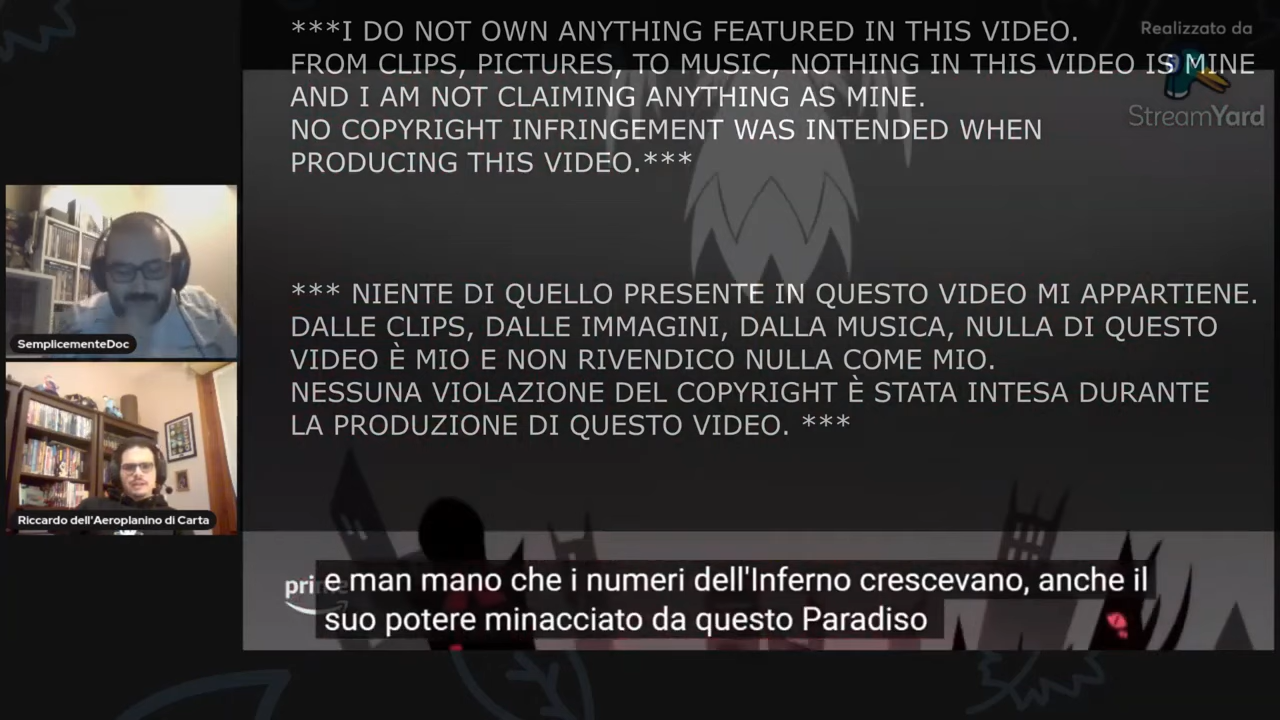 ***I DO NOT OWN ANYTHING FEATURED IN THIS VIDEO.
FROM CLIPS, PICTURES, TO MUSIC, NOTHING IN THIS VIDEO IS MINE
AND I AM NOT CLAIMING ANYTHING AS MINE.
NO COPYRIGHT INFRINGEMENT WAS INTENDED WHEN
PRODUCING THIS VIDEO.***
Realizzato da
StreamYard
*** NIENTE DI QUELLO PRESENTE IN QUESTO VIDEO MI APPARTIENE.
DALLE CLIPS, DALLE IMMAGINI, DALLA MUSICA, NULLA DI QUESTO
VIDEO È MIO E NON RIVENDICO NULLA COME MIO.
NESSUNA VIOLAZIONE DEL COPYRIGHT È STATA INTESA DURANTE
LA PRODUZIONE DI QUESTO VIDEO. ***
SemplicementeDoc
Riccardo dell'Aeroplanino di Carta
prime
e man mano che i numeri dell'Inferno crescevano, anche il
suo potere minacciato da questo Paradiso